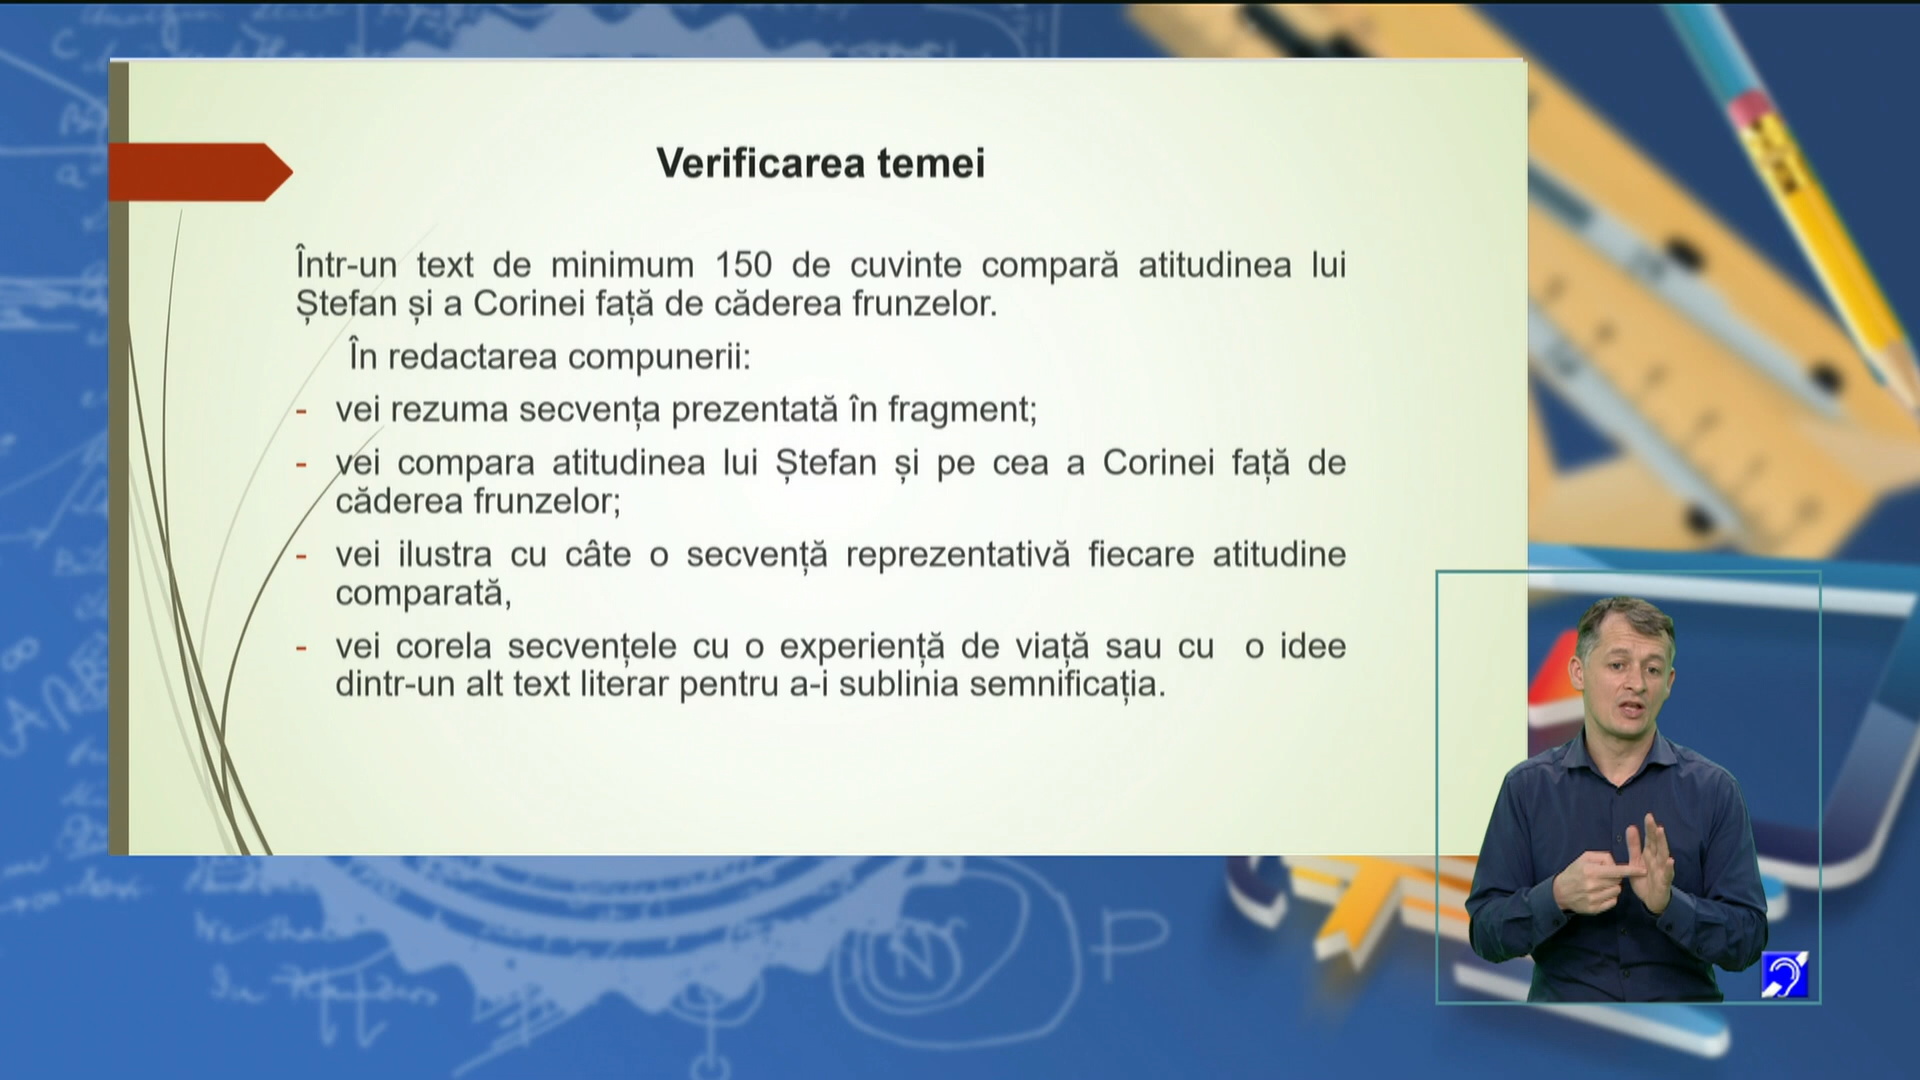 Verificarea temei
Într-un text de minimum 150 de cuvinte compară atitudinea lui
Ștefan și a Corinei față de căderea frunzelor.
În redactarea compunerii:
- vei rezuma secvența prezentată în fragment;
- vei compara atitudinea lui Ștefan și pe cea a Corinei față de
căderea frunzelor;
- vei ilustra cu câte o secvență reprezentativă fiecare atitudine
comparată,
- vei corela secvențele cu o experiență de viață sau cu o idee
dintr-un alt text literar pentru a-i sublinia semnificația.
N
P